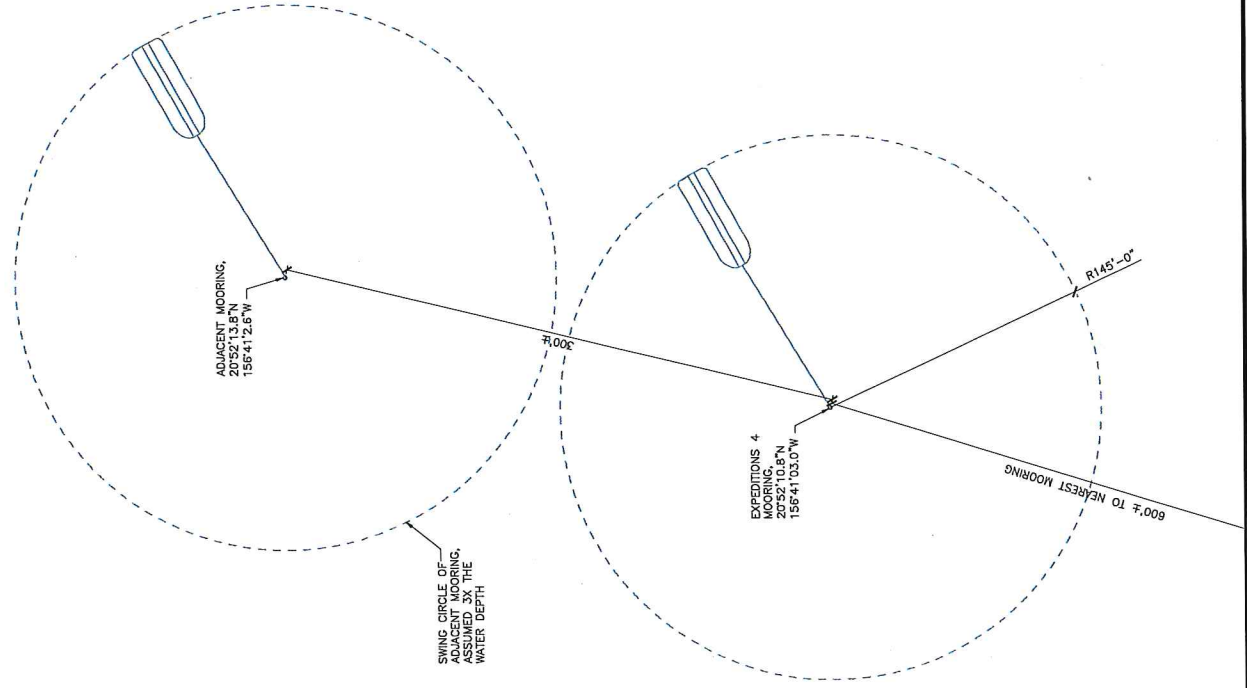 ADJACENT MOORING,
20°52'13.8"N
156°41'2.6"W
300'±
SWING CIRCLE OF
ADJACENT MOORING,
ASSUMED 3X THE
WATER DEPTH
EXPEDITIONS 4
MOORING,
20°52'10.8"N
156°41'03.0"W
R145'-0"
600'± TO NEAREST MOORING